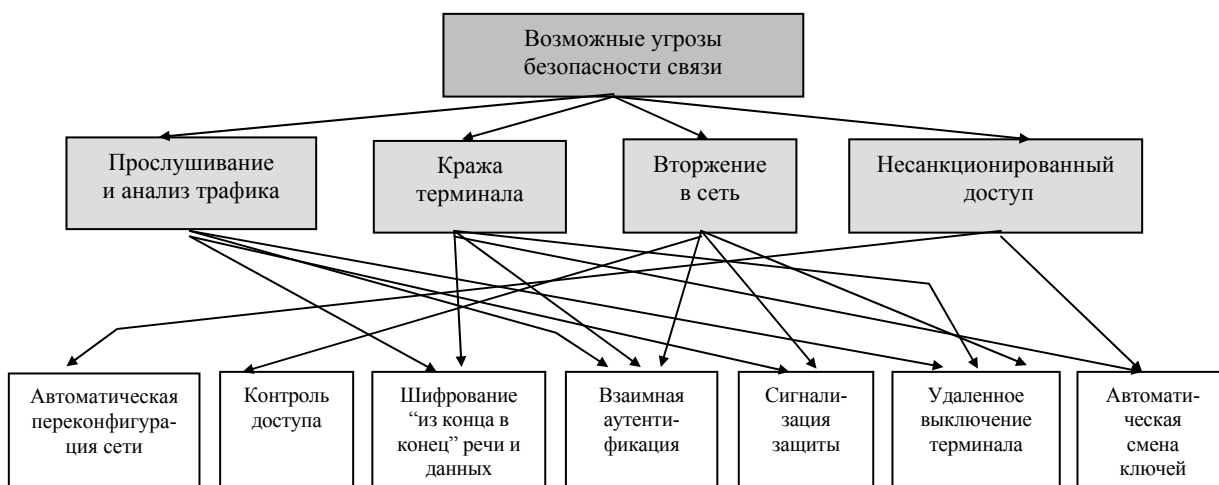 Возможные угрозы
безопасности связи
Прослушивание
и анализ трафика
Кража
терминала
Вторжение
в сеть
Несанкционированный
доступ
Автоматическая
переконфигура-
ция сети
Контроль
доступа
Шифрование
“из конца в
конец” речи и
данных
Взаимная
аутенти-
фикация
Сигнали-
зация
защиты
Удаленное
выключение
терминала
Автомати-
ческая
смена
ключей